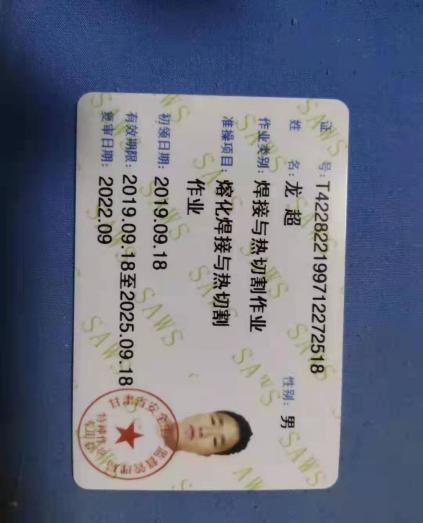 证 号:T422822199712272518
姓 名:龙 超 性别:男
作业类别:焊接与热切割作业
准操项目:熔化焊接与热切割
作业
初领日期:2019.09.18
有效期限:2019.09.18至2025.09.18
复审日期:2022.09
SAWS